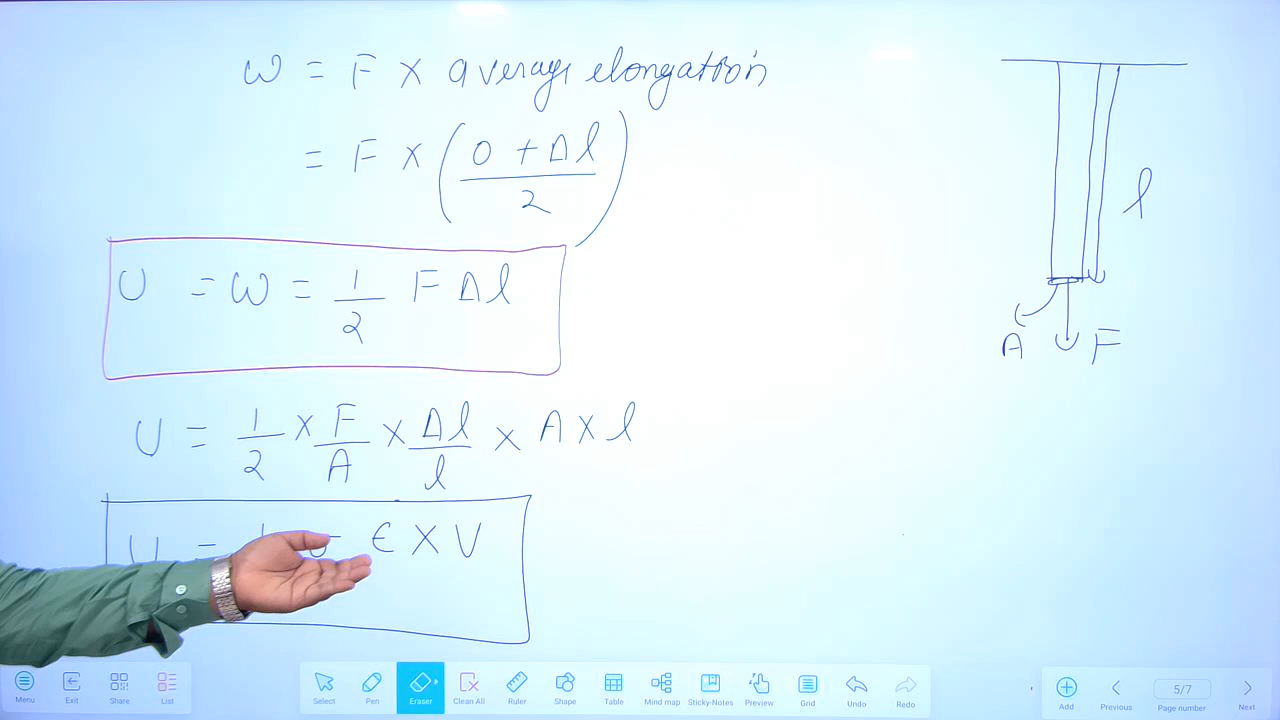 W = F × average elongation
= F × ( (0 + Δl) / 2 )
U = W = 1/2 F Δl
U = 1/2 × F/A × Δl/l × A × l
U = ϵ × V
l
A
F
Menu Exit Share List
Select Pen Eraser Clean All Ruler Shape Table Mind map Sticky-Notes Preview Grid Undo Redo
Add Previous 5/7 Page number Next